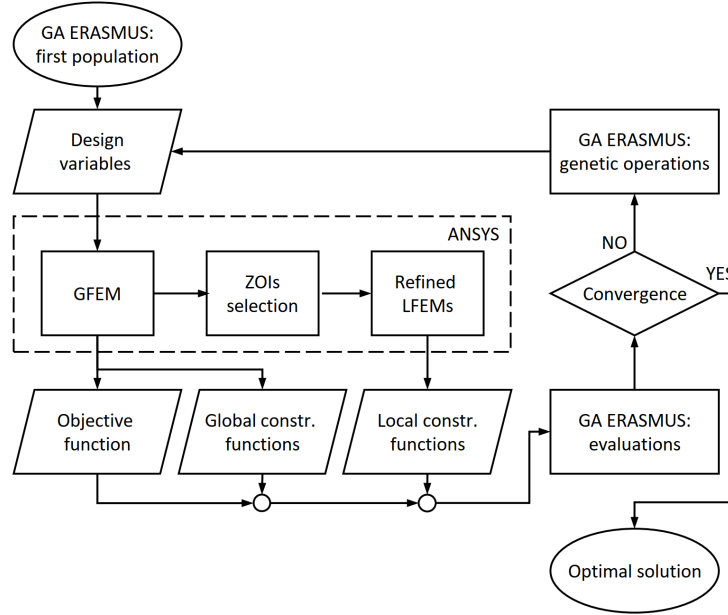 GA ERASMUS:
first population
Design
variables
GA ERASMUS:
genetic operations
ANSYS
GFEM
ZOIs
selection
Refined
LFEMs
NO
YES
Convergence
Objective
function
Global constr.
functions
Local constr.
functions
GA ERASMUS:
evaluations
Optimal solution